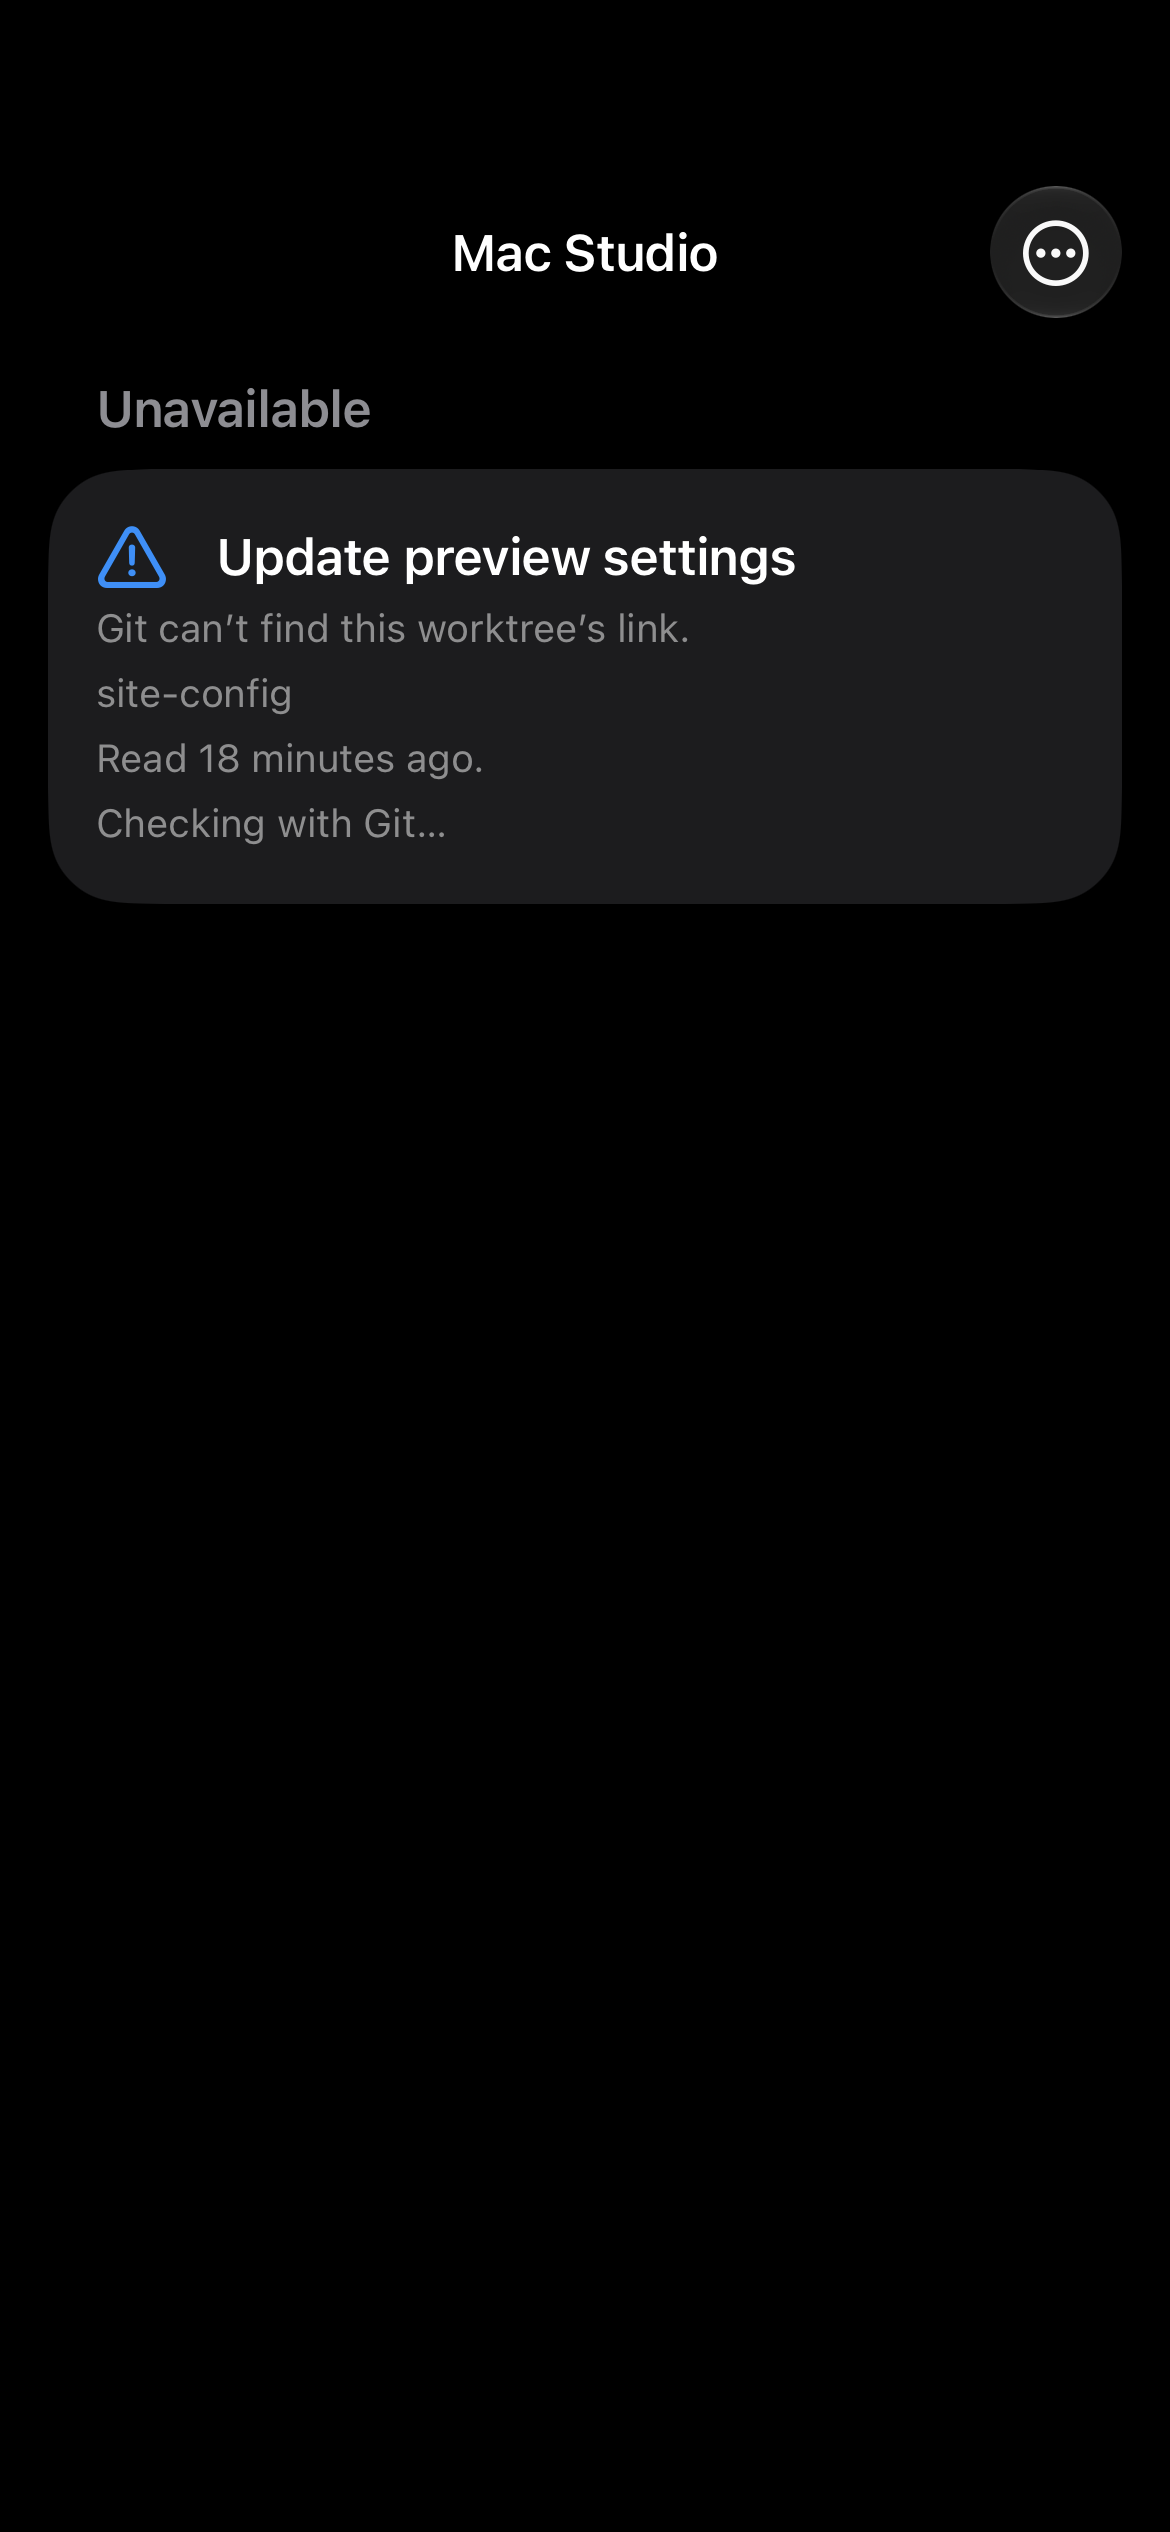 Mac Studio
Unavailable
Update preview settings
Git can’t find this worktree’s link.
site-config
Read 18 minutes ago.
Checking with Git…